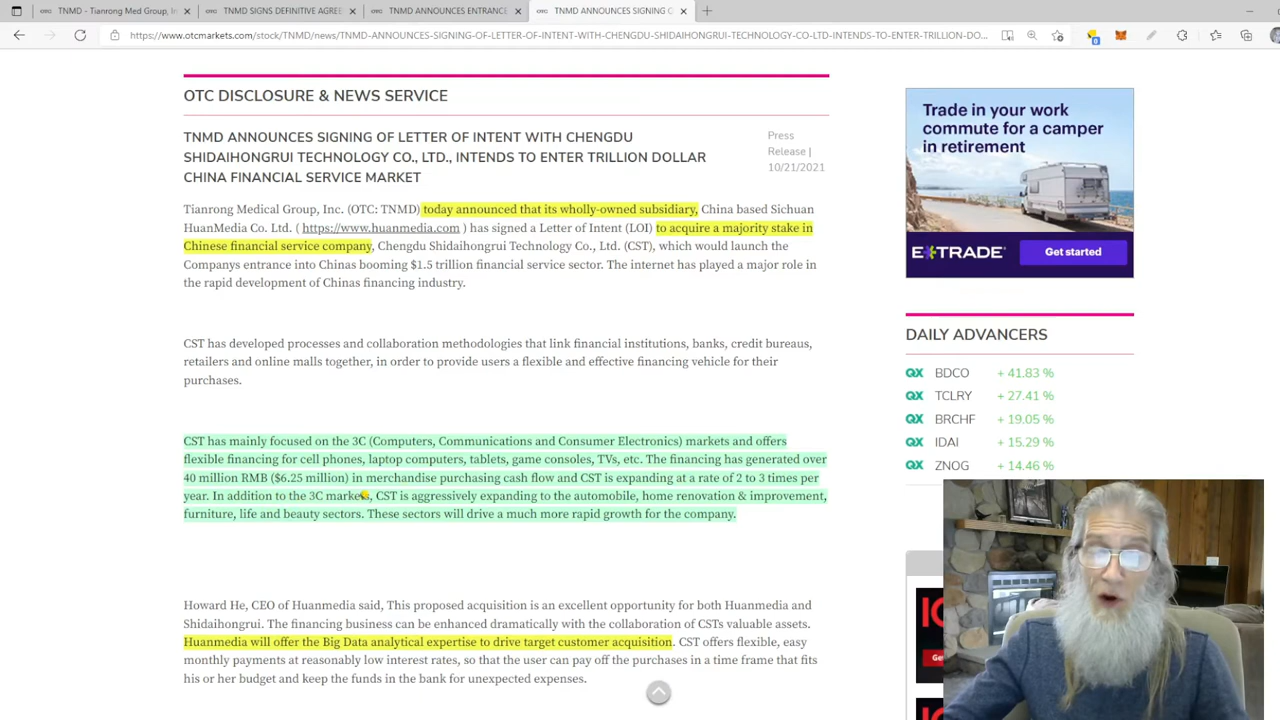 TNMD - Tianrong Med Group, In
TNMD SIGNS DEFINITIVE AGREE
TNMD ANNOUNCES ENTRANCE
TNMD ANNOUNCES SIGNING O
https://www.otcmarkets.com/stock/TNMD/news/TNMD-ANNOUNCES-SIGNING-OF-LETTER-OF-INTENT-WITH-CHENGDU-SHIDAIHONGRUI-TECHNOLOGY-CO-LTD-INTENDS-TO-ENTER-TRILLION-DO...
OTC DISCLOSURE & NEWS SERVICE
TNMD ANNOUNCES SIGNING OF LETTER OF INTENT WITH CHENGDU
SHIDAIHONGRUI TECHNOLOGY CO., LTD., INTENDS TO ENTER TRILLION DOLLAR
CHINA FINANCIAL SERVICE MARKET
Press
Release |
10/21/2021
Tianrong Medical Group, Inc. (OTC: TNMD) today announced that its wholly-owned subsidiary, China based Sichuan
HuanMedia Co. Ltd. ( https://www.huanmedia.com ) has signed a Letter of Intent (LOI) to acquire a majority stake in
Chinese financial service company, Chengdu Shidaihongrui Technology Co., Ltd. (CST), which would launch the
Companys entrance into Chinas booming $1.5 trillion financial service sector. The internet has played a major role in
the rapid development of Chinas financing industry.
CST has developed processes and collaboration methodologies that link financial institutions, banks, credit bureaus,
retailers and online malls together, in order to provide users a flexible and effective financing vehicle for their
purchases.
CST has mainly focused on the 3C (Computers, Communications and Consumer Electronics) markets and offers
flexible financing for cell phones, laptop computers, tablets, game consoles, TVs, etc. The financing has generated over
40 million RMB ($6.25 million) in merchandise purchasing cash flow and CST is expanding at a rate of 2 to 3 times per
year. In addition to the 3C markets, CST is aggressively expanding to the automobile, home renovation & improvement,
furniture, life and beauty sectors. These sectors will drive a much more rapid growth for the company.
Howard He, CEO of Huanmedia said, This proposed acquisition is an excellent opportunity for both Huanmedia and
Shidaihongrui. The financing business can be enhanced dramatically with the collaboration of CSTs valuable assets.
Huanmedia will offer the Big Data analytical expertise to drive target customer acquisition. CST offers flexible, easy
monthly payments at reasonably low interest rates, so that the user can pay off the purchases in a time frame that fits
his or her budget and keep the funds in the bank for unexpected expenses.
Trade in your work
commute for a camper
in retirement
E*TRADE
Get started
DAILY ADVANCERS
QX BDCO + 41.83 %
QX TCLRY + 27.41 %
QX BRCHF + 19.05 %
QX IDAI + 15.29 %
QX ZNOG + 14.46 %